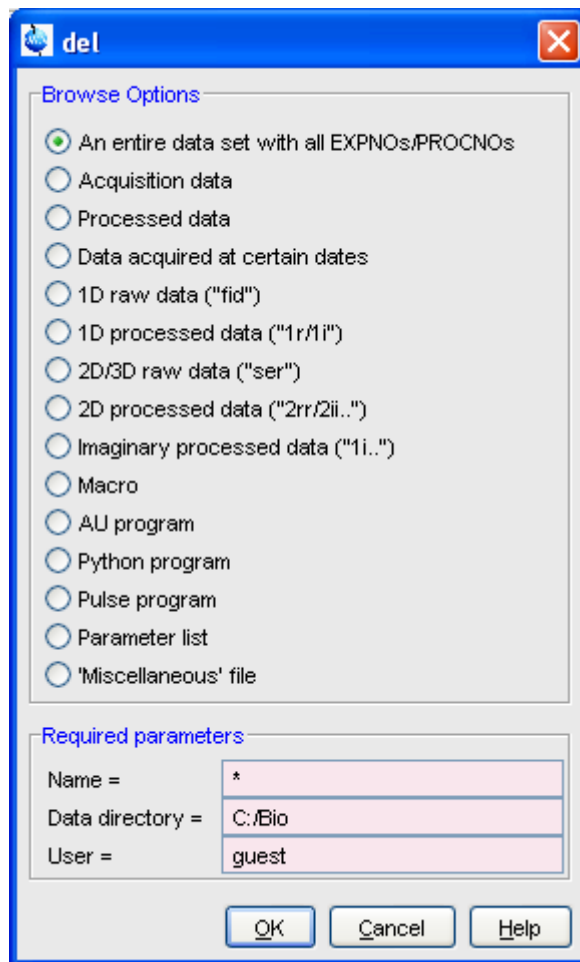 del
Browse Options
An entire data set with all EXPNOs/PROCNOs
Acquisition data
Processed data
Data acquired at certain dates
1D raw data ("fid")
1D processed data ("1r/1i")
2D/3D raw data ("ser")
2D processed data ("2rr/2ii..")
Imaginary processed data ("1i..")
Macro
AU program
Python program
Pulse program
Parameter list
'Miscellaneous' file
Required parameters
Name = *
Data directory = C:/Bio
User = guest
OK Cancel Help